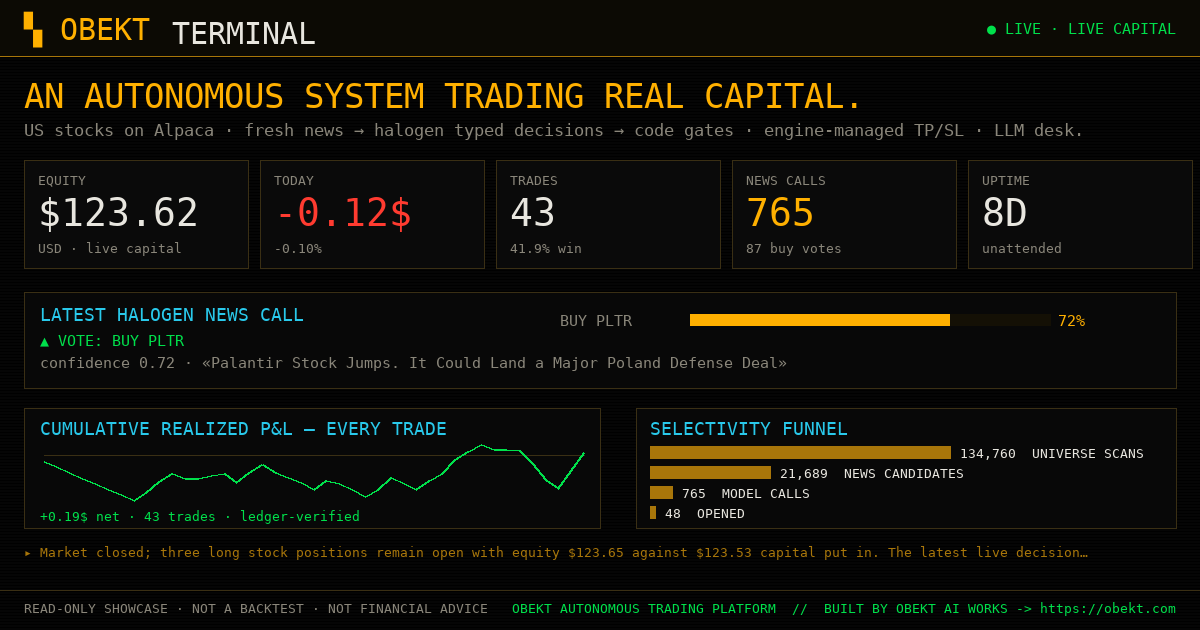 OBEKT TERMINAL
● LIVE · LIVE CAPITAL
AN AUTONOMOUS SYSTEM TRADING REAL CAPITAL.
US stocks on Alpaca · fresh news → halogen typed decisions → code gates · engine-managed TP/SL · LLM desk.
EQUITY
$123.62
USD · live capital
TODAY
-0.12$
-0.10%
TRADES
43
41.9% win
NEWS CALLS
765
87 buy votes
UPTIME
8D
unattended
LATEST HALOGEN NEWS CALL
▲ VOTE: BUY PLTR
confidence 0.72 · «Palantir Stock Jumps. It Could Land a Major Poland Defense Deal»
BUY PLTR 72%
CUMULATIVE REALIZED P&L — EVERY TRADE
+0.19$ net · 43 trades · ledger-verified
SELECTIVITY FUNNEL
134,760 UNIVERSE SCANS
21,689 NEWS CANDIDATES
765 MODEL CALLS
48 OPENED
▸ Market closed; three long stock positions remain open with equity $123.65 against $123.53 capital put in. The latest live decision…
READ-ONLY SHOWCASE · NOT A BACKTEST · NOT FINANCIAL ADVICE
OBEKT AUTONOMOUS TRADING PLATFORM // BUILT BY OBEKT AI WORKS -> https://obekt.com